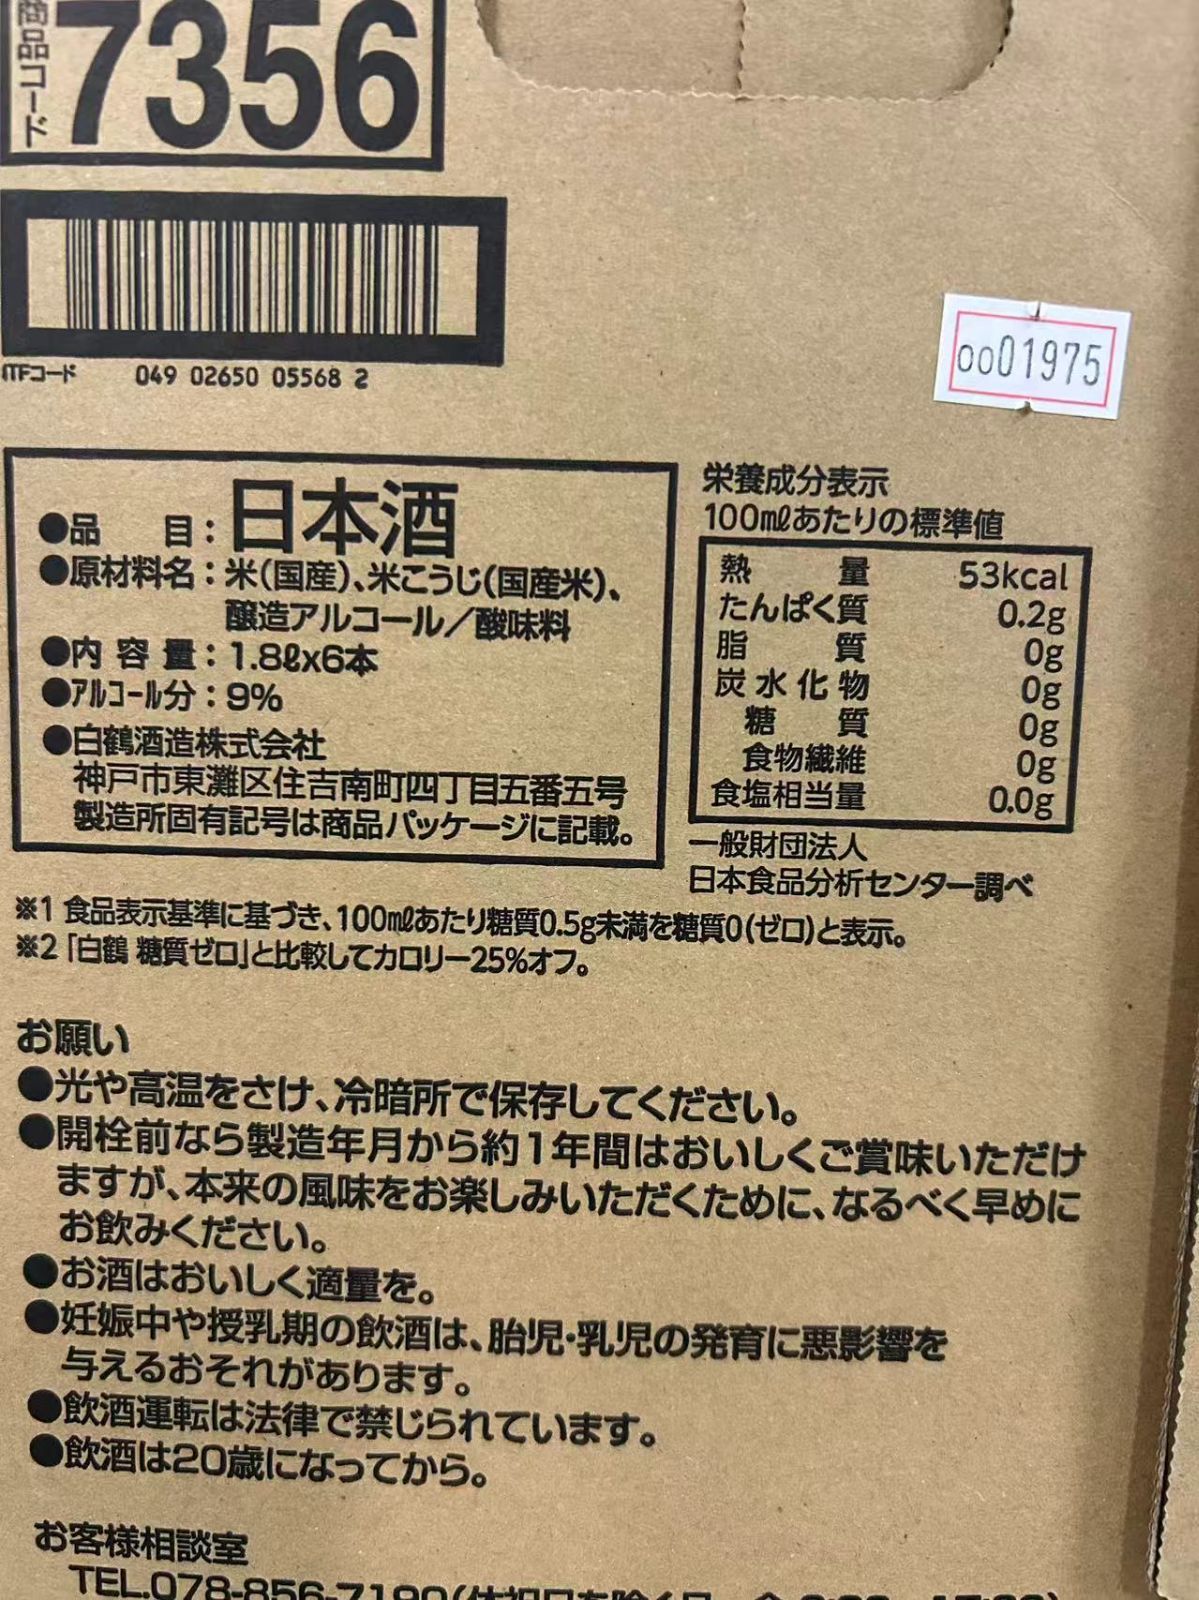 商品コード
7356
ITFコード 049 02650 05568 2
0001975
●品 目：日本酒
●原材料名：米(国産)、米こうじ(国産米)、
醸造アルコール／酸味料
●内容量：1.8ℓx6本
●アルコール分：9%
●白鶴酒造株式会社
神戸市東灘区住吉南町四丁目五番五号
製造所固有記号は商品パッケージに記載。
栄養成分表示
100mℓあたりの標準値
熱 量 53kcal
たんぱく質 0.2g
脂 質 0g
炭水化物 0g
糖 質 0g
食物繊維 0g
食塩相当量 0.0g
一般財団法人
日本食品分析センター調べ
※1 食品表示基準に基づき、100mℓあたり糖質0.5g未満を糖質0(ゼロ)と表示。
※2「白鶴 糖質ゼロ」と比較してカロリー25%オフ。
お願い
●光や高温をさけ、冷暗所で保存してください。
●開栓前なら製造年月から約1年間はおいしくご賞味いただけ
ますが、本来の風味をお楽しみいただくために、なるべく早めに
お飲みください。
●お酒はおいしく適量を。
●妊娠中や授乳期の飲酒は、胎児・乳児の発育に悪影響を
与えるおそれがあります。
●飲酒運転は法律で禁じられています。
●飲酒は20歳になってから。
お客様相談室
TEL.078-856-7190